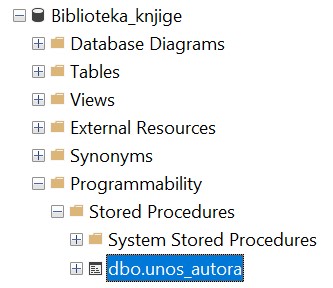 Biblioteka_knjige
Database Diagrams
Tables
Views
External Resources
Synonyms
Programmability
Stored Procedures
System Stored Procedures
dbo.unos_autora